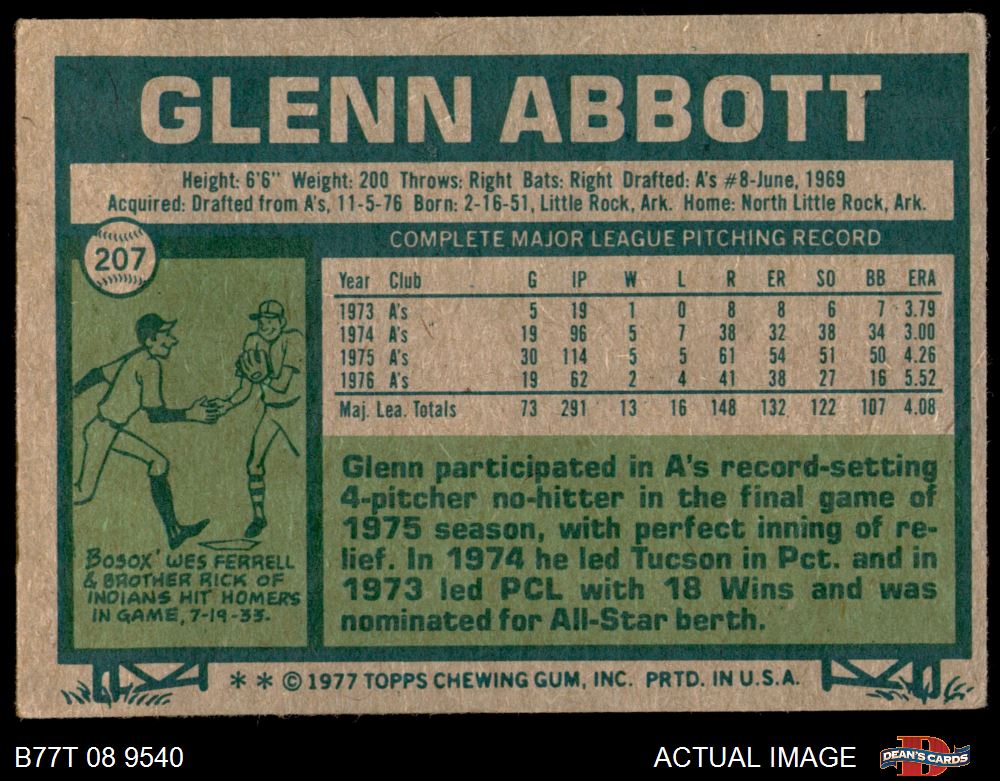 GLENN ABBOTT
Height: 6'6" Weight: 200 Throws: Right Bats: Right Drafted: A's #8-June, 1969
Acquired: Drafted from A's, 11-5-76 Born: 2-16-51, Little Rock, Ark. Home: North Little Rock, Ark.
207
COMPLETE MAJOR LEAGUE PITCHING RECORD
Year Club G IP W L R ER SO BB ERA
1973 A's 5 19 1 0 8 8 6 7 3.79
1974 A's 19 96 5 7 38 32 38 34 3.00
1975 A's 30 114 5 5 61 54 51 50 4.26
1976 A's 19 62 2 4 41 38 27 16 5.52
Maj. Lea. Totals 73 291 13 16 148 132 122 107 4.08
BOSOX' WES FERRELL
& BROTHER RICK OF
INDIANS HIT HOMERS
IN GAME, 7-19-33.
Glenn participated in A's record-setting
4-pitcher no-hitter in the final game of
1975 season, with perfect inning of re-
lief. In 1974 he led Tucson in Pct. and in
1973 led PCL with 18 Wins and was
nominated for All-Star berth.
* * © 1977 TOPPS CHEWING GUM, INC. PRTD. IN U.S.A.
B77T 08 9540
ACTUAL IMAGE
DEAN'S CARDS